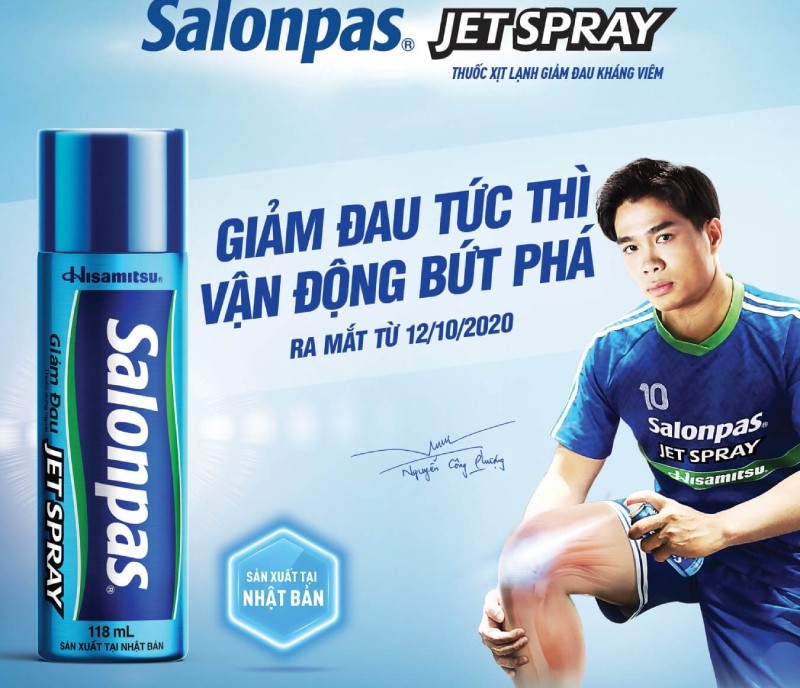 Salonpas® JET SPRAY
THUỐC XỊT LẠNH GIẢM ĐAU KHÁNG VIÊM
GIẢM ĐAU TỨC THÌ
VẬN ĐỘNG BỨT PHÁ
RA MẮT TỪ 12/10/2020
Hisamitsu®
Giảm Đau
JET SPRAY
Salonpas®
118 mL
SẢN XUẤT TẠI NHẬT BẢN
Nguyễn Công Phượng
SẢN XUẤT TẠI
NHẬT BẢN
10
Salonpas®
JET SPRAY
Hisamitsu®